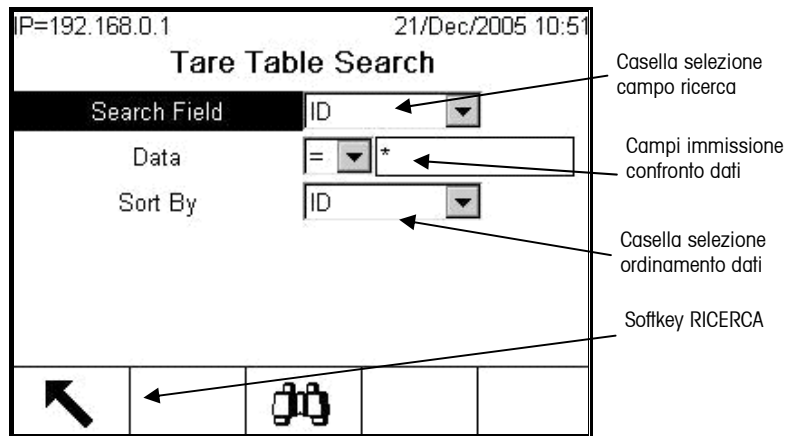 IP=192.168.0.1 21/Dec/2005 10:51
Tare Table Search
Search Field ID
Data = *
Sort By ID
Casella selezione
campo ricerca
Campi immissione
confronto dati
Casella selezione
ordinamento dati
Softkey RICERCA